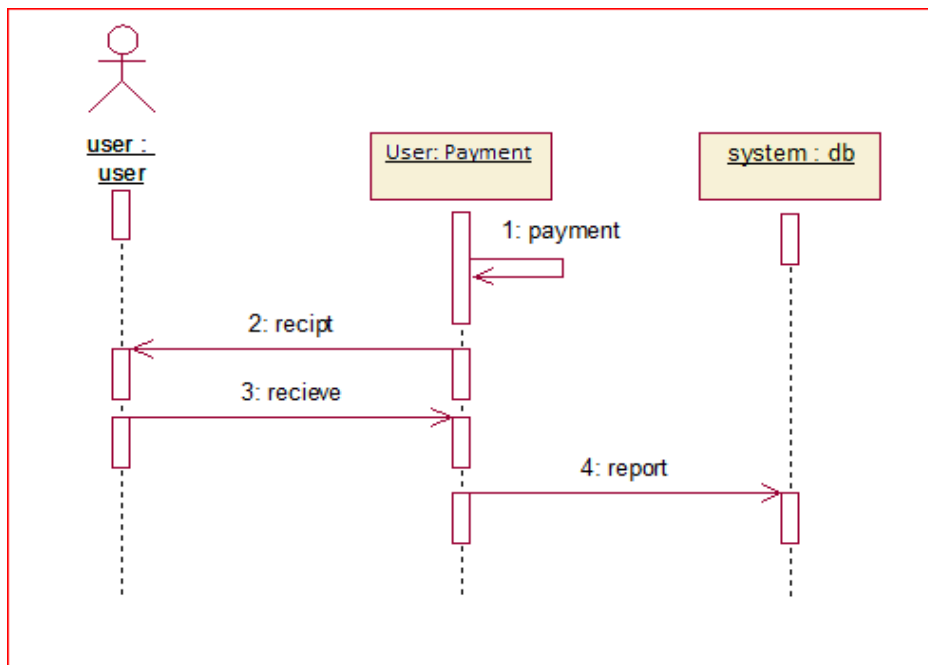 user :
user
User: Payment
system : db
1: payment
2: recipt
3: recieve
4: report